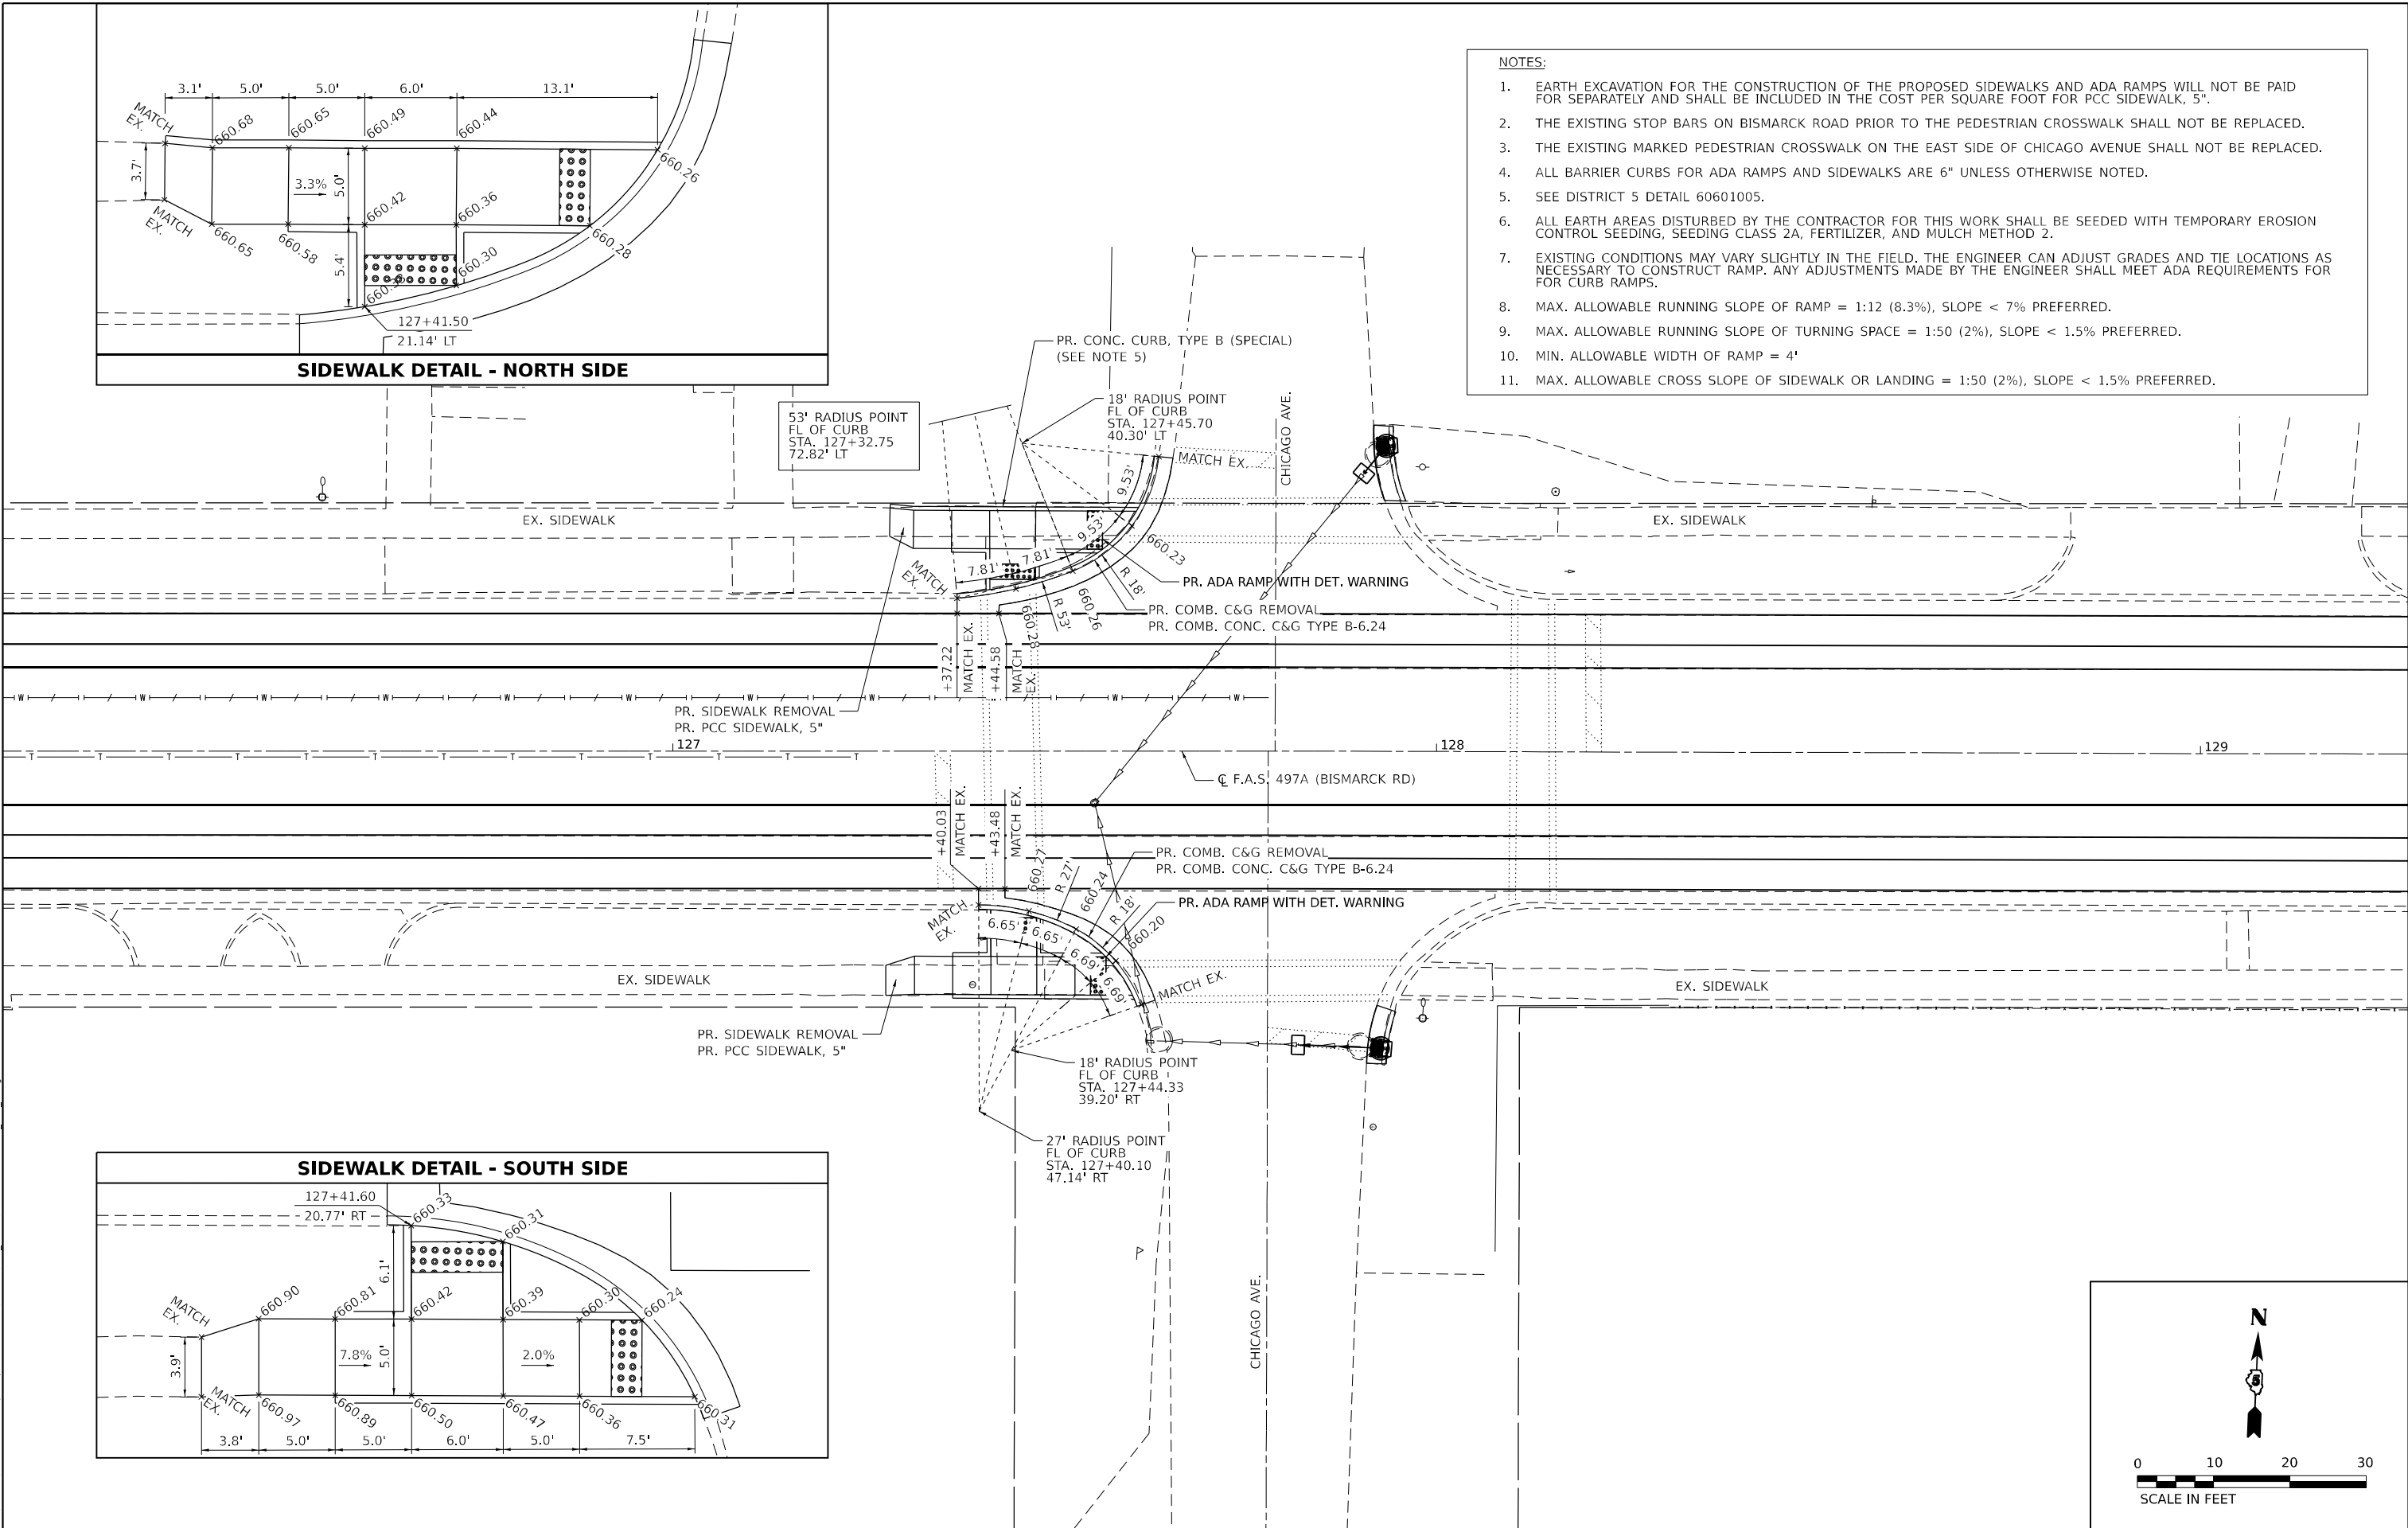 3.1'
5.0'
5.0'
6.0'
13.1'
MATCH
EX.
660.68
660.65
660.49
660.44
660.26
3.7'
3.3%
5.0'
660.42
660.36
MATCH
EX.
660.65
660.58
5.4'
660.30
660.28
127+41.50
21.14' LT
SIDEWALK DETAIL - NORTH SIDE
NOTES:
1. EARTH EXCAVATION FOR THE CONSTRUCTION OF THE PROPOSED SIDEWALKS AND ADA RAMPS WILL NOT BE PAID
FOR SEPARATELY AND SHALL BE INCLUDED IN THE COST PER SQUARE FOOT FOR PCC SIDEWALK, 5".
2. THE EXISTING STOP BARS ON BISMARCK ROAD PRIOR TO THE PEDESTRIAN CROSSWALK SHALL NOT BE REPLACED.
3. THE EXISTING MARKED PEDESTRIAN CROSSWALK ON THE EAST SIDE OF CHICAGO AVENUE SHALL NOT BE REPLACED.
4. ALL BARRIER CURBS FOR ADA RAMPS AND SIDEWALKS ARE 6" UNLESS OTHERWISE NOTED.
5. SEE DISTRICT 5 DETAIL 60601005.
6. ALL EARTH AREAS DISTURBED BY THE CONTRACTOR FOR THIS WORK SHALL BE SEEDED WITH TEMPORARY EROSION
CONTROL SEEDING, SEEDING CLASS 2A, FERTILIZER, AND MULCH METHOD 2.
7. EXISTING CONDITIONS MAY VARY SLIGHTLY IN THE FIELD. THE ENGINEER CAN ADJUST GRADES AND TIE LOCATIONS AS
NECESSARY TO CONSTRUCT RAMP. ANY ADJUSTMENTS MADE BY THE ENGINEER SHALL MEET ADA REQUIREMENTS FOR
FOR CURB RAMPS.
8. MAX. ALLOWABLE RUNNING SLOPE OF RAMP = 1:12 (8.3%), SLOPE < 7% PREFERRED.
9. MAX. ALLOWABLE RUNNING SLOPE OF TURNING SPACE = 1:50 (2%), SLOPE < 1.5% PREFERRED.
10. MIN. ALLOWABLE WIDTH OF RAMP = 4'
11. MAX. ALLOWABLE CROSS SLOPE OF SIDEWALK OR LANDING = 1:50 (2%), SLOPE < 1.5% PREFERRED.
PR. CONC. CURB, TYPE B (SPECIAL)
(SEE NOTE 5)
53' RADIUS POINT
FL OF CURB
STA. 127+32.75
72.82' LT
18' RADIUS POINT
FL OF CURB
STA. 127+45.70
40.30' LT
CHICAGO AVE.
MATCH EX.
9.53'
9.53'
7.81'
7.81'
EX. SIDEWALK
EX. SIDEWALK
660.23
MATCH
EX.
R 18'
PR. ADA RAMP WITH DET. WARNING
660.26
R 53'
660.28
PR. COMB. C&G REMOVAL
PR. COMB. CONC. C&G TYPE B-6.24
+37.22
MATCH EX.
+44.58
MATCH
EX.
W W W W W W W W W W W
PR. SIDEWALK REMOVAL
PR. PCC SIDEWALK, 5"
127
128
129
T T T T T T T T T T T T T
℄ F.A.S. 497A (BISMARCK RD)
+40.03
MATCH EX.
+43.48
MATCH EX.
660.27
R 27'
660.24
R 18'
660.20
PR. COMB. C&G REMOVAL
PR. COMB. CONC. C&G TYPE B-6.24
PR. ADA RAMP WITH DET. WARNING
MATCH
EX.
6.65'
6.65'
6.69'
6.69'
MATCH EX.
EX. SIDEWALK
EX. SIDEWALK
PR. SIDEWALK REMOVAL
PR. PCC SIDEWALK, 5"
18' RADIUS POINT
FL OF CURB
STA. 127+44.33
39.20' RT
27' RADIUS POINT
FL OF CURB
STA. 127+40.10
47.14' RT
CHICAGO AVE.
SIDEWALK DETAIL - SOUTH SIDE
127+41.60
20.77' RT
660.33
660.31
6.1'
MATCH
EX.
660.90
660.81
660.42
660.39
660.30
660.24
3.9'
7.8%
5.0'
2.0%
MATCH
EX.
660.97
660.89
660.50
660.47
660.36
660.31
3.8'
5.0'
5.0'
6.0'
5.0'
7.5'
N
5
0 10 20 30
SCALE IN FEET